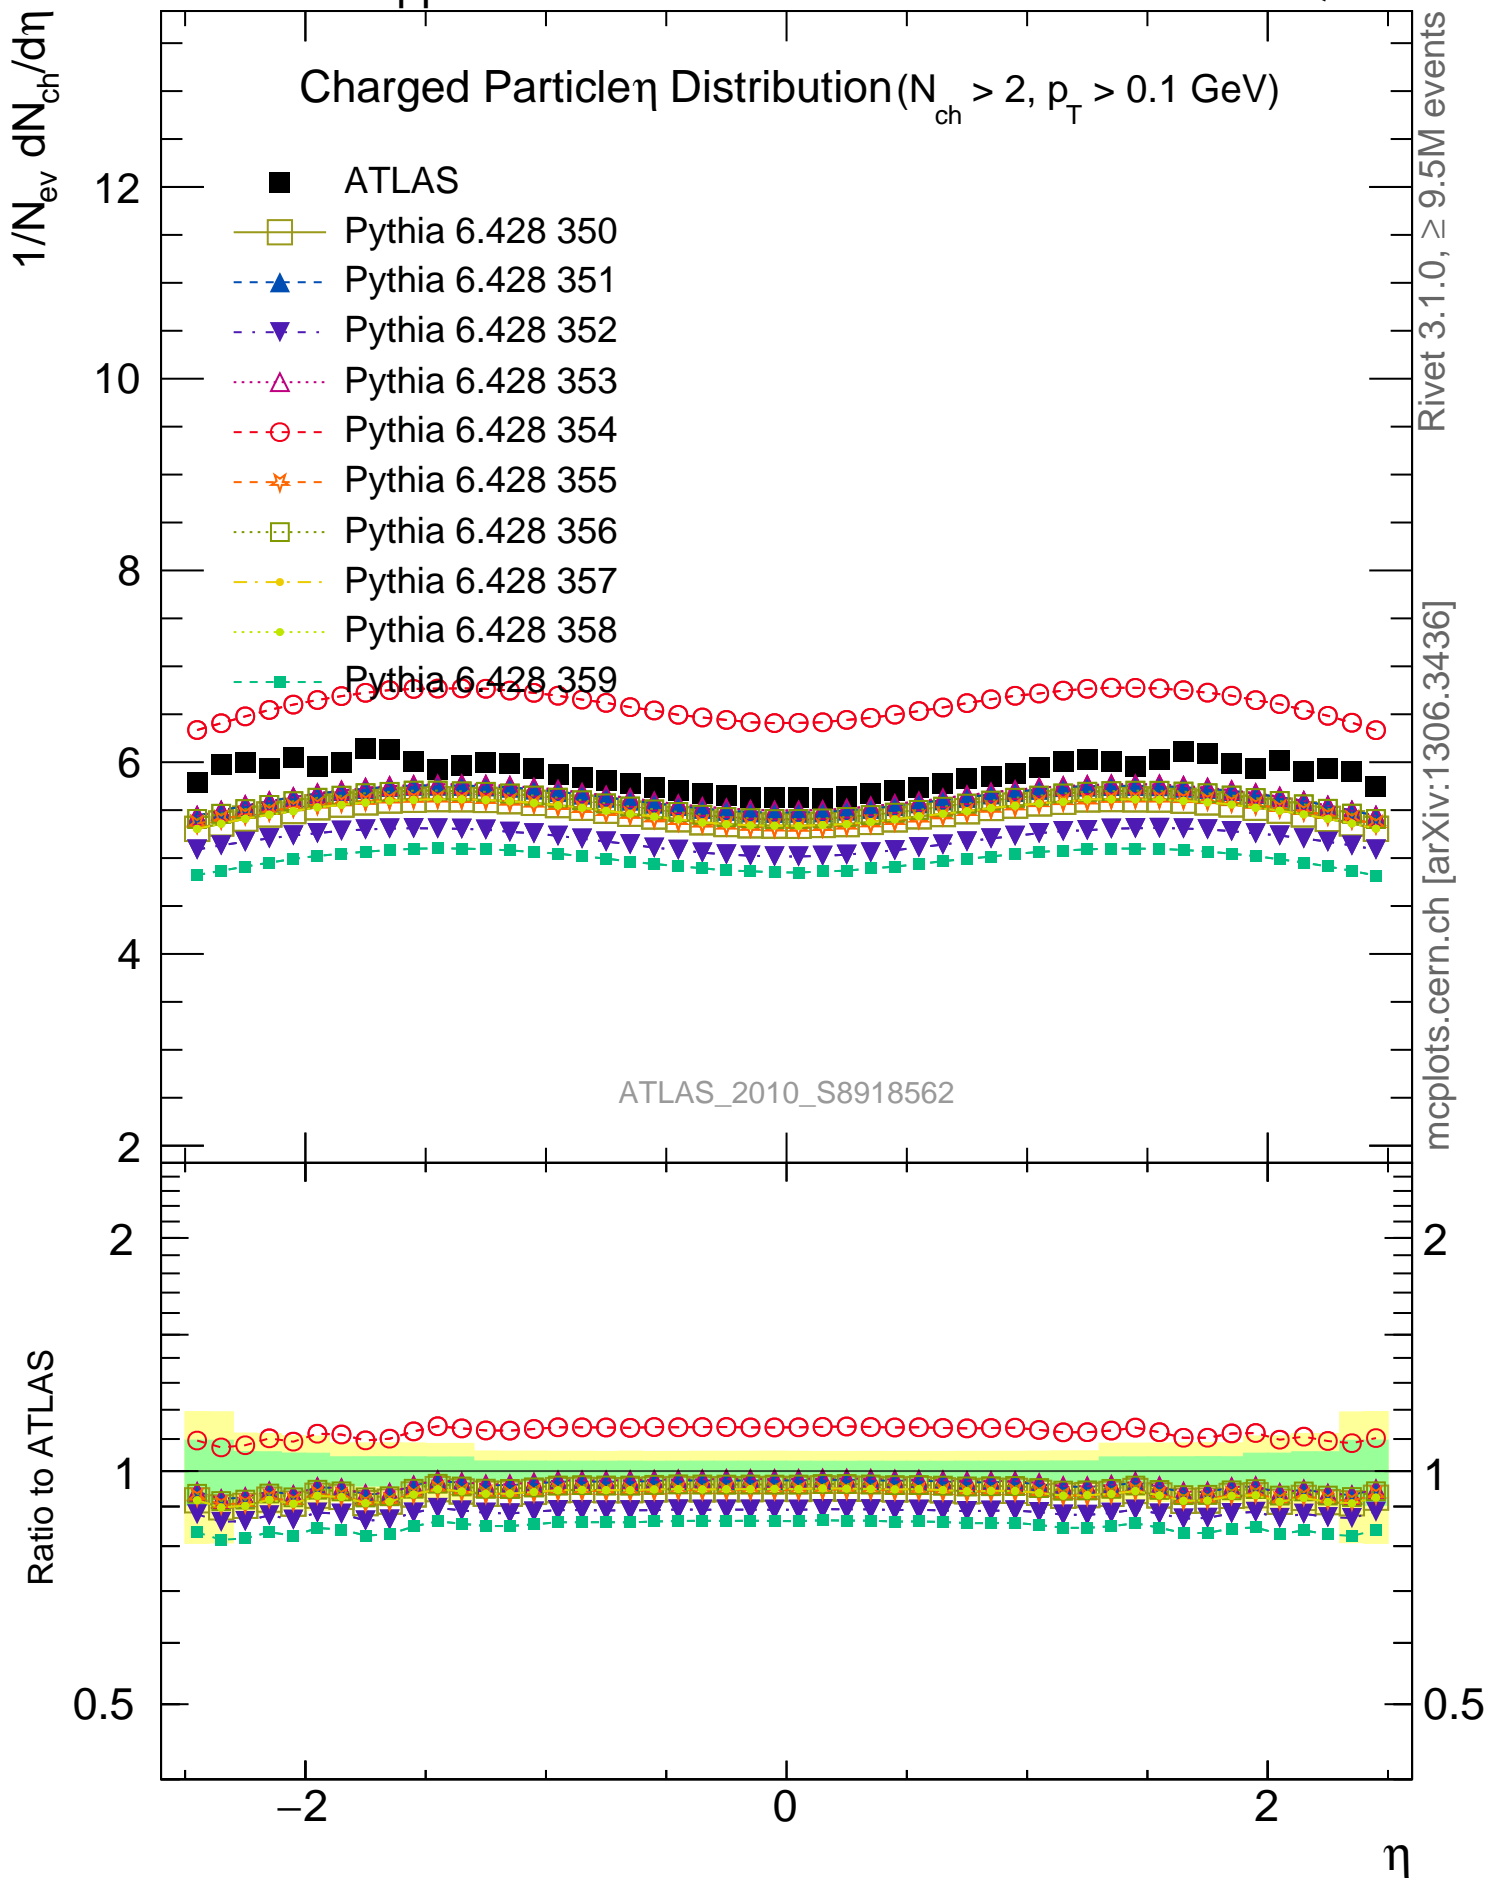 1/N_ev dN_ch/dη
Charged Particleη Distribution (N_ch > 2, p_T > 0.1 GeV)
ATLAS
Pythia 6.428 350
Pythia 6.428 351
Pythia 6.428 352
Pythia 6.428 353
Pythia 6.428 354
Pythia 6.428 355
Pythia 6.428 356
Pythia 6.428 357
Pythia 6.428 358
Pythia 6.428 359
12
10
8
6
4
2
ATLAS_2010_S8918562
Rivet 3.1.0, ≥ 9.5M events
mcplots.cern.ch [arXiv:1306.3436]
Ratio to ATLAS
2
1
0.5
2
1
0.5
−2
0
2
η